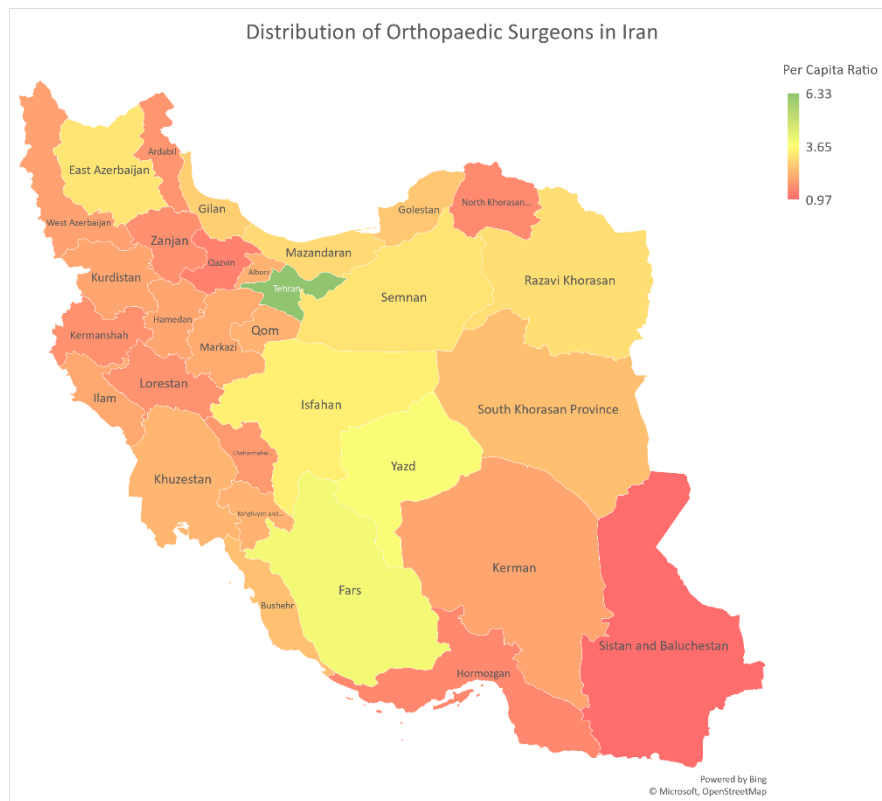 Distribution of Orthopaedic Surgeons in Iran
Per Capita Ratio
6.33
3.65
0.97
Ardabil
East Azerbaijan
North Khorasan...
Gilan
Golestan
West Azerbaijan
Zanjan
Mazandaran
Qazvin
Alborz
Kurdistan
Tehran
Razavi Khorasan
Semnan
Hamedan
Qom
Kermanshah
Markazi
Lorestan
Ilam
Isfahan
South Khorasan Province
Chaharmahal...
Yazd
Khuzestan
Kohgiluyeh and...
Kerman
Fars
Bushehr
Sistan and Baluchestan
Hormozgan
Powered by Bing
© Microsoft, OpenStreetMap